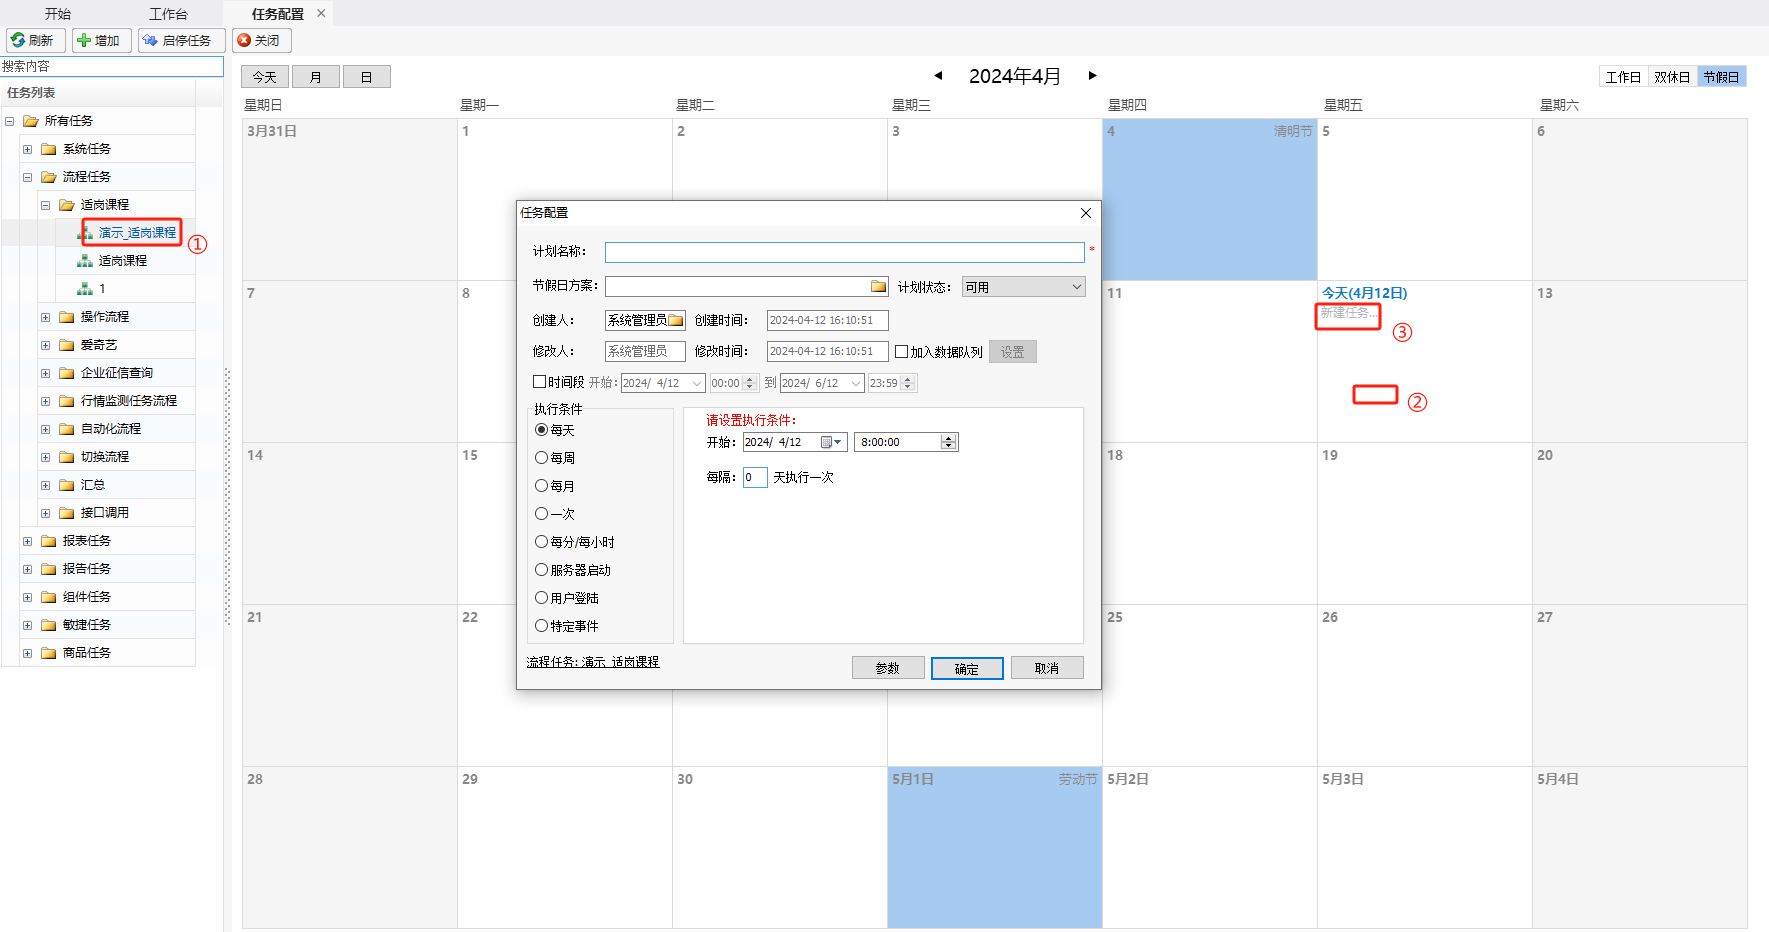 开始 工作台 任务配置
刷新 增加 启停任务 关闭
搜索内容
任务列表
所有任务
系统任务
流程任务
适岗课程
演示_适岗课程 ①
适岗课程
1
操作流程
爱奇艺
企业征信查询
行情监测任务流程
自动化流程
切换流程
汇总
接口调用
报表任务
报告任务
组件任务
敏捷任务
商品任务
今天 月 日 2024年4月 工作日 双休日 节假日
星期日 星期一 星期二 星期三 星期四 星期五 星期六
3月31日 1 2 3 4 清明节 5 6
7 8 11 今天(4月12日) 13
新建任务... ③
②
14 15 18 19 20
21 22 25 26 27
28 29 30 5月1日 劳动节 5月2日 5月3日 5月4日
任务配置
计划名称: *
节假日方案: 计划状态: 可用
创建人: 系统管理员 创建时间: 2024-04-12 16:10:51
修改人: 系统管理员 修改时间: 2024-04-12 16:10:51 加入数据队列 设置
时间段 开始: 2024/ 4/12 00:00 到 2024/ 6/12 23:59
执行条件
每天
每周
每月
一次
每分/每小时
服务器启动
用户登陆
特定事件
请设置执行条件:
开始: 2024/ 4/12 8:00:00
每隔: 0 天执行一次
流程任务: 演示_适岗课程 参数 确定 取消